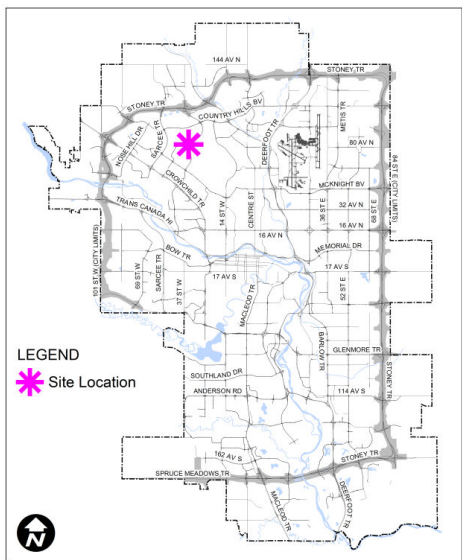 144 AV N
STONEY TR
STONEY TR
COUNTRY HILLS BV
SARCEE TR
NOSE HILL DR
DEERFOOT TR
METIS TR
80 AV N
84 ST E (CITY LIMITS)
CROWCHILD TR
MCKNIGHT BV
TRANS CANADA HI
14 ST W
CENTRE ST
36 ST E
32 AV N
68 ST E
16 AV N
16 AV N
101 ST W (CITY LIMITS)
BOW TR
MEMORIAL DR
69 ST W
SARCEE TR
37 ST W
17 AV S
17 AV S
52 ST E
MACLEOD TR
BARLOW TR
GLENMORE TR
LEGEND
Site Location
SOUTHLAND DR
ANDERSON RD
114 AV S
STONEY TR
162 AV S
STONEY TR
SPRUCE MEADOWS TR
MACLEOD TR
DEERFOOT TR
N